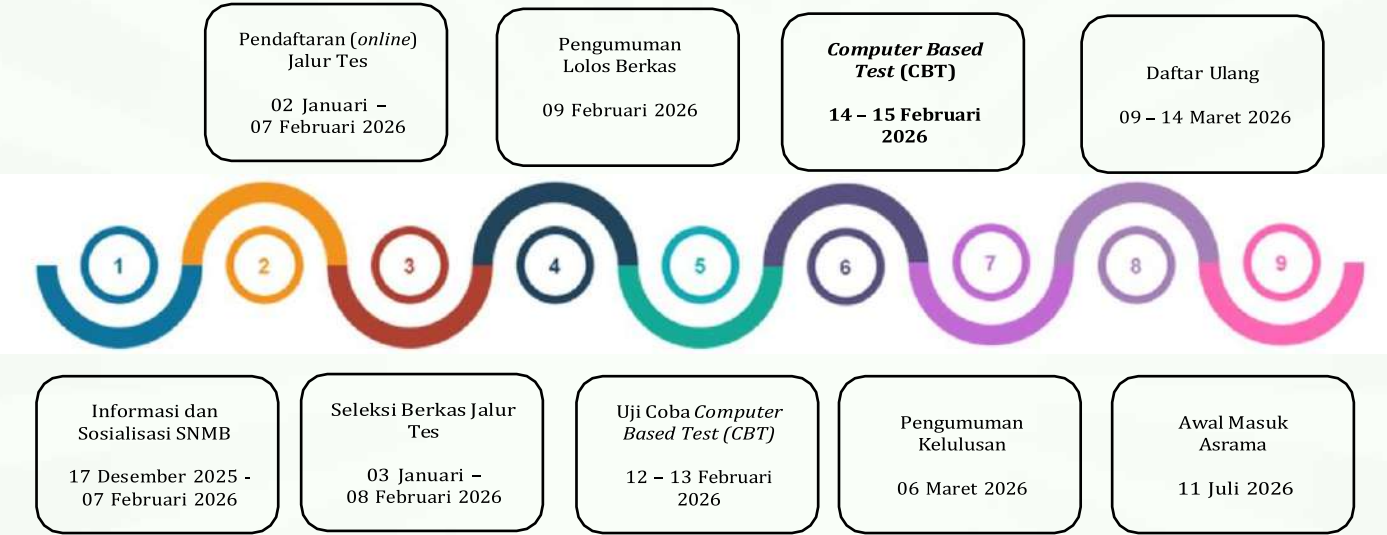 Pendaftaran (online)
Jalur Tes
02 Januari –
07 Februari 2026
Pengumuman
Lolos Berkas
09 Februari 2026
Computer Based
Test (CBT)
14 – 15 Februari
2026
Daftar Ulang
09 – 14 Maret 2026
1
2
3
4
5
6
7
8
9
Informasi dan
Sosialisasi SNMB
17 Desember 2025 -
07 Februari 2026
Seleksi Berkas Jalur
Tes
03 Januari –
08 Februari 2026
Uji Coba Computer
Based Test (CBT)
12 – 13 Februari
2026
Pengumuman
Kelulusan
06 Maret 2026
Awal Masuk
Asrama
11 Juli 2026